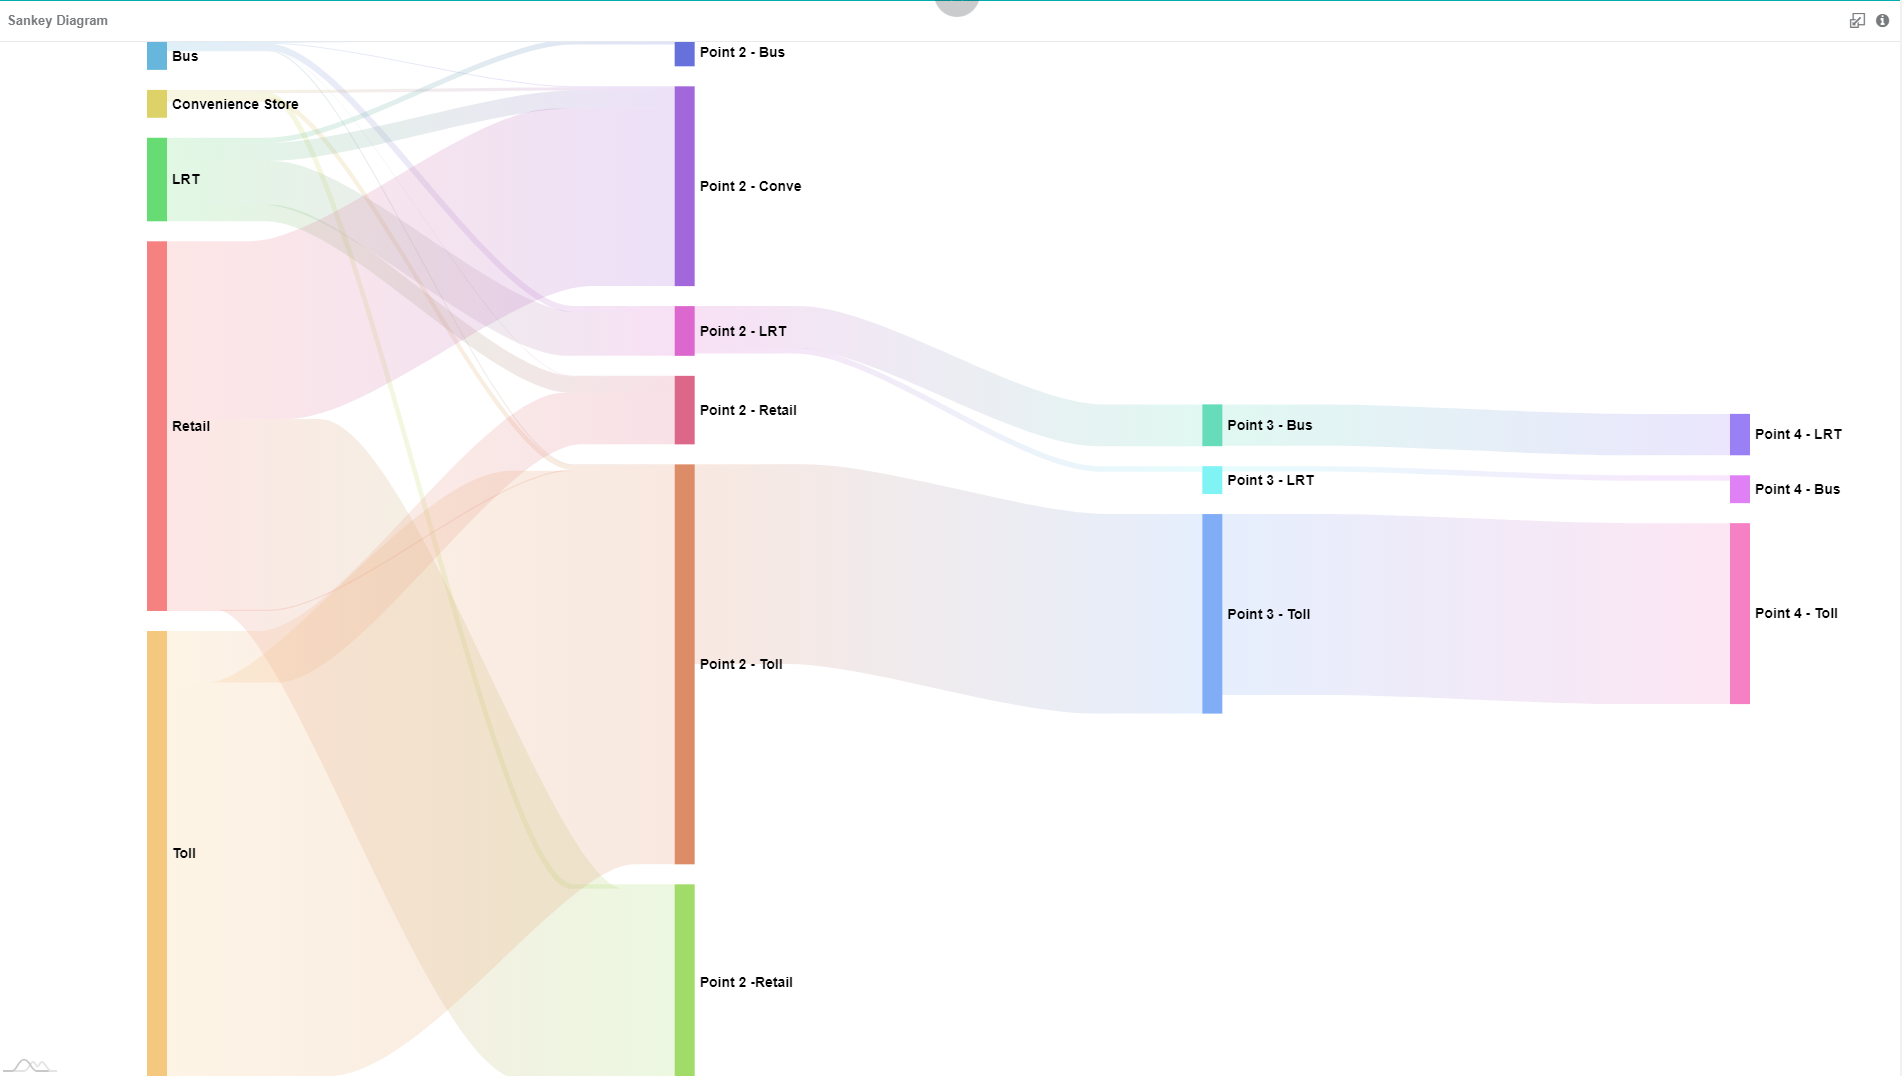 Sankey Diagram
Bus
Convenience Store
LRT
Retail
Toll
Point 2 - Bus
Point 2 - Conve
Point 2 - LRT
Point 2 - Retail
Point 2 - Toll
Point 2 -Retail
Point 3 - Bus
Point 3 - LRT
Point 3 - Toll
Point 4 - LRT
Point 4 - Bus
Point 4 - Toll